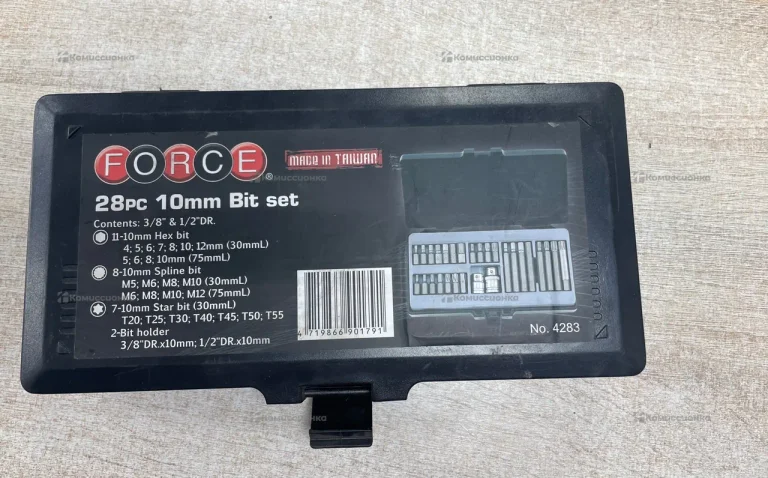 Комиссионка
Комиссионка
FORCE®
MADE IN TAIWAN
28PC 10mm Bit set
Contents: 3/8" & 1/2"DR.
11-10mm Hex bit
4; 5; 6; 7; 8; 10; 12mm (30mmL)
5; 6; 8; 10mm (75mmL)
8-10mm Spline bit
M5; M6; M8; M10 (30mmL)
M6; M8; M10; M12 (75mmL)
7-10mm Star bit (30mmL)
T20; T25; T30; T40; T45; T50; T55
2-Bit holder
3/8"DR.x10mm; 1/2"DR.x10mm
4 719866 901791
No. 4283
Комиссионка
Комиссионка
Комиссионка
Комиссионка
Комиссионка